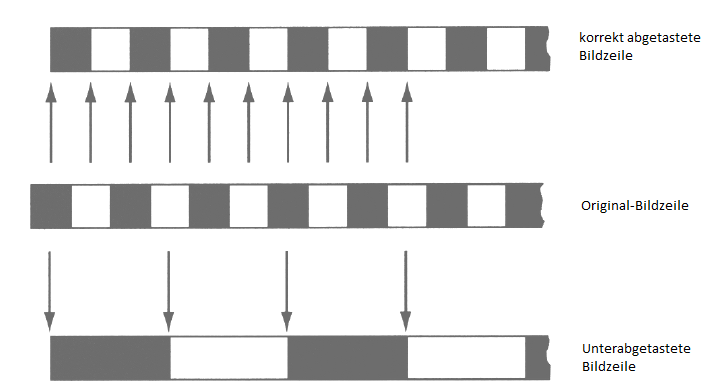 korrekt abgetastete
Bildzeile
Original-Bildzeile
Unterabgetastete
Bildzeile